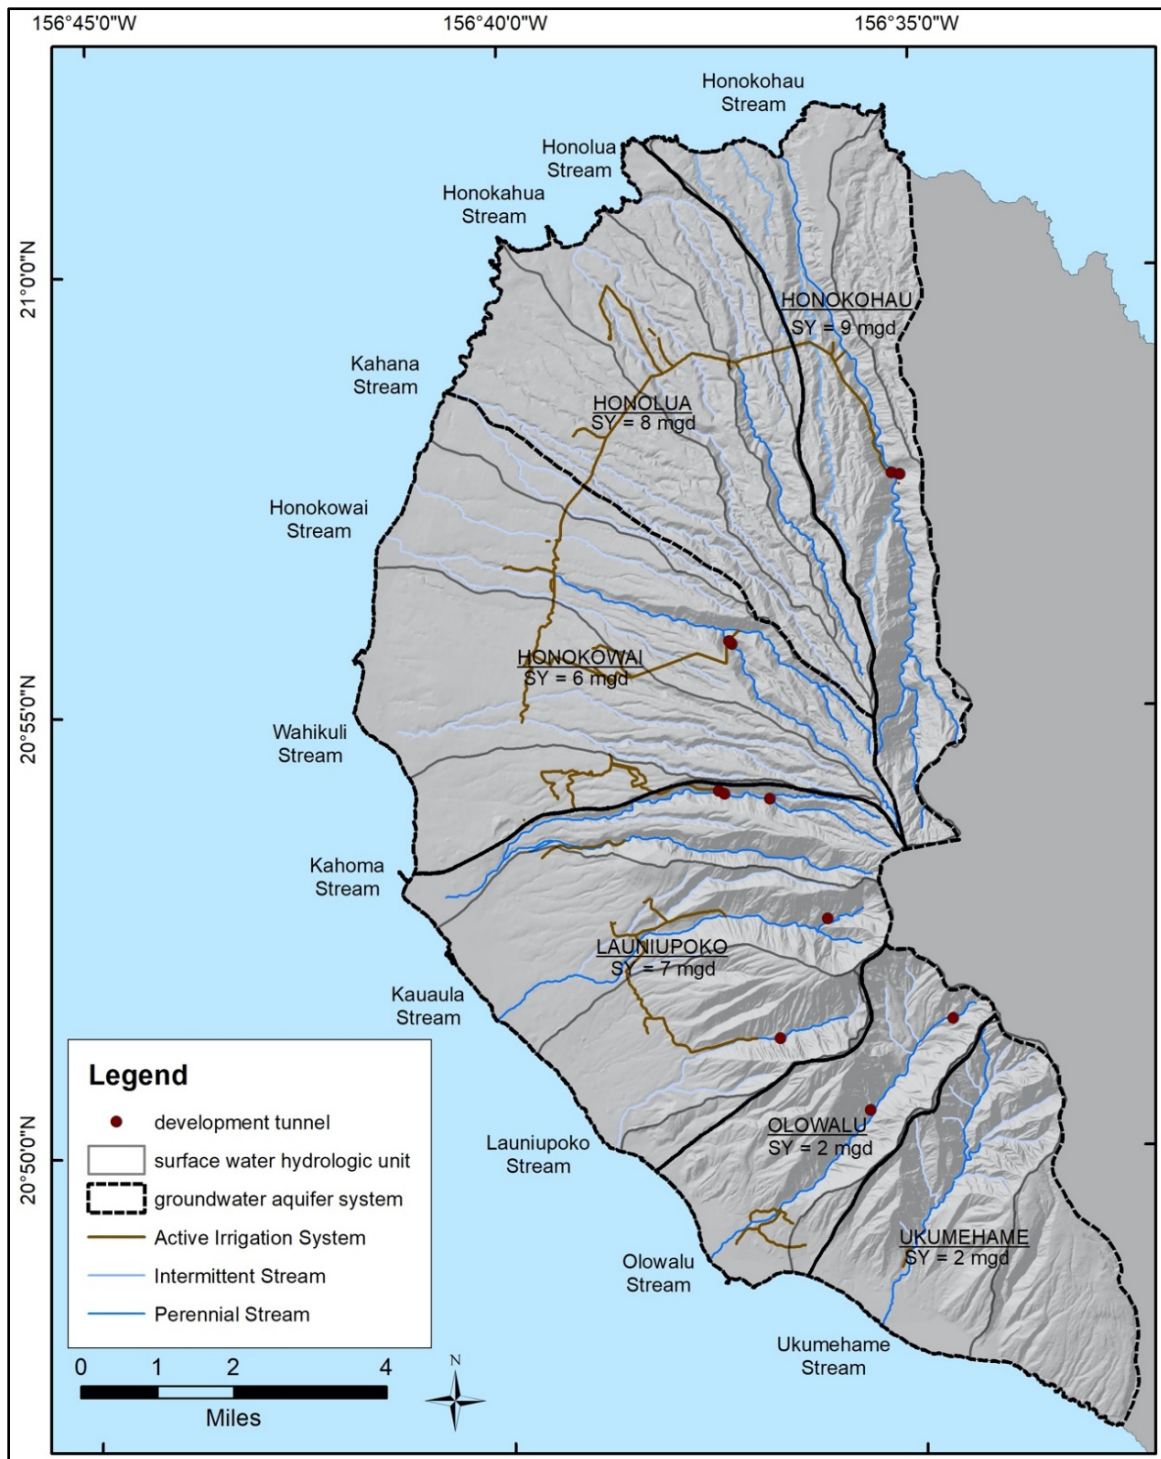 156°45'0"W
156°40'0"W
156°35'0"W
Honokohau
Stream
Honolua
Stream
Honokahua
Stream
21°0'0"N
HONOKOHAU
SY = 9 mgd
Kahana
Stream
HONOLUA
SY = 8 mgd
Honokowai
Stream
HONOKOWAI
SY = 6 mgd
20°55'0"N
Wahikuli
Stream
Kahoma
Stream
LAUNIUPOKO
SY = 7 mgd
Kauaula
Stream
Legend
development tunnel
surface water hydrologic unit
groundwater aquifer system
Active Irrigation System
Intermittent Stream
Perennial Stream
20°50'0"N
Launiupoko
Stream
OLOWALU
SY = 2 mgd
UKUMEHAME
SY = 2 mgd
Olowalu
Stream
Ukumehame
Stream
0 1 2 4
Miles
N